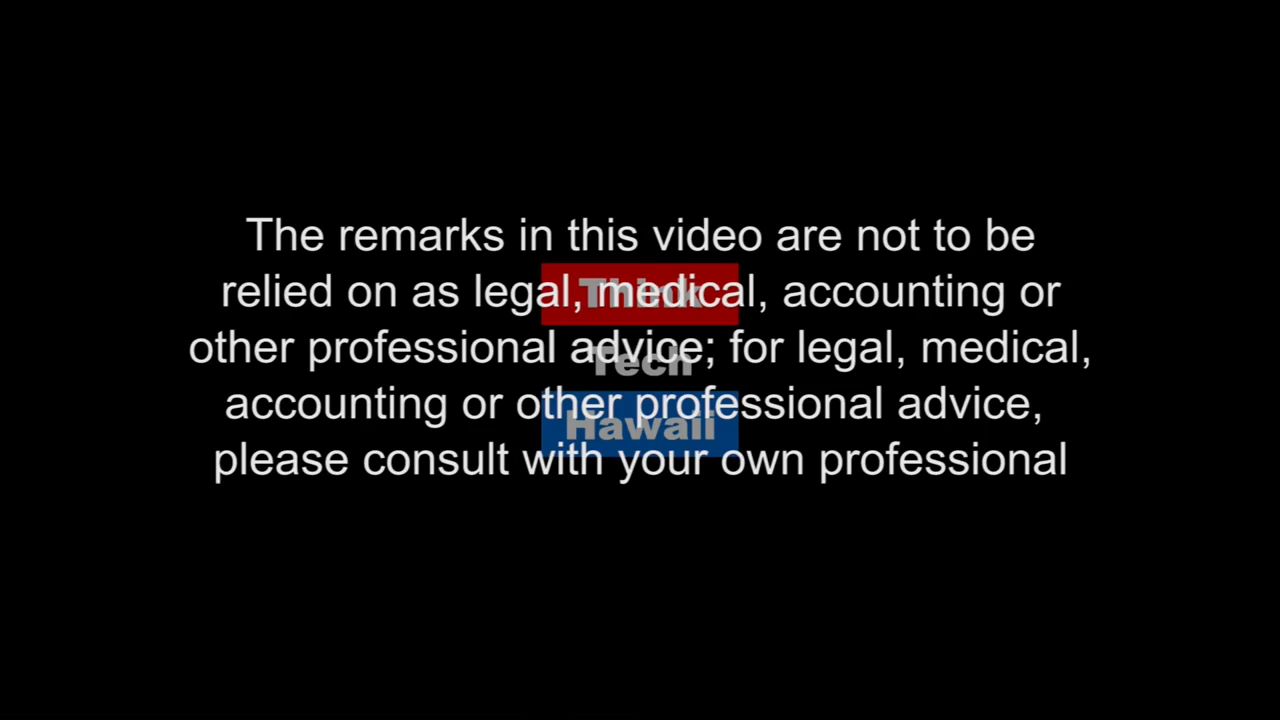 The remarks in this video are not to be
relied on as legal, medical, accounting or
other professional advice; for legal, medical,
accounting or other professional advice,
please consult with your own professional
Think
Tech
Hawaii